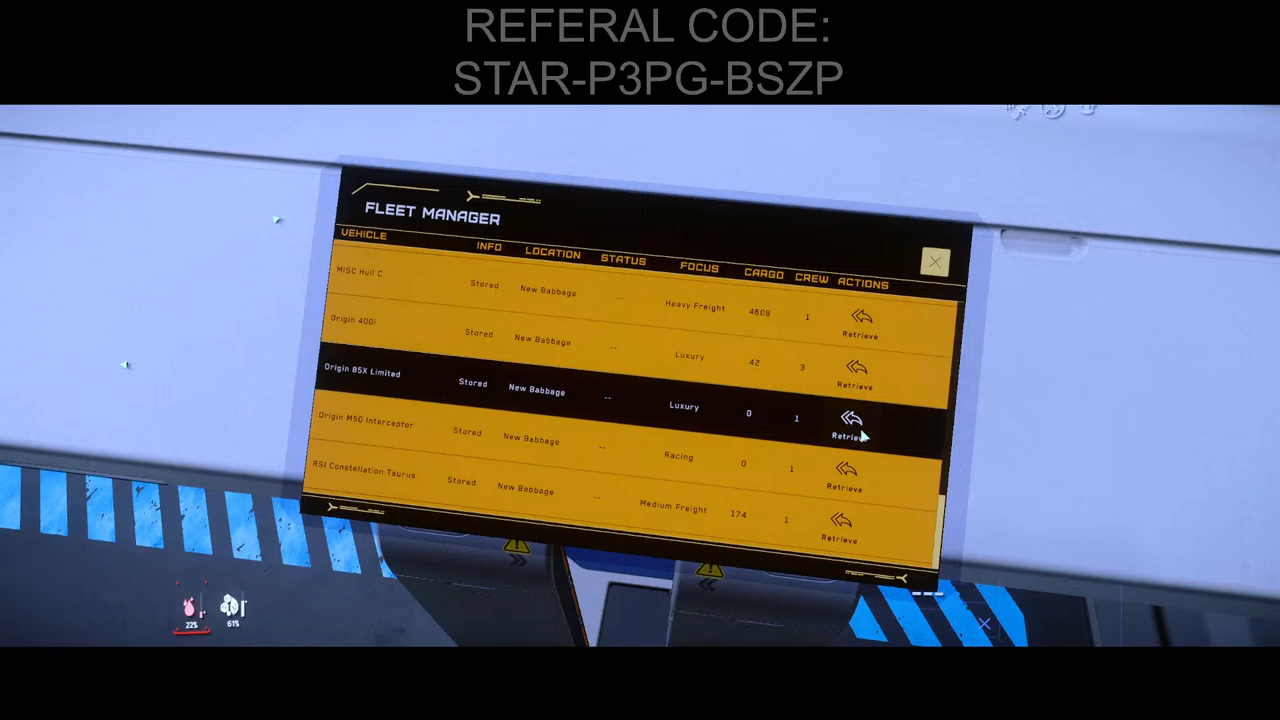 REFERAL CODE:
STAR-P3PG-BSZP
FLEET MANAGER
VEHICLE INFO LOCATION STATUS FOCUS CARGO CREW ACTIONS
MISC Hull C Stored New Babbage -- Heavy Freight 4608 1 Retrieve
Origin 400i Stored New Babbage -- Luxury 42 3 Retrieve
Origin 85X Limited Stored New Babbage -- Luxury 0 1 Retrieve
Origin M50 Interceptor Stored New Babbage -- Racing 0 1 Retrieve
RSI Constellation Taurus Stored New Babbage -- Medium Freight 174 1 Retrieve
22% 61%